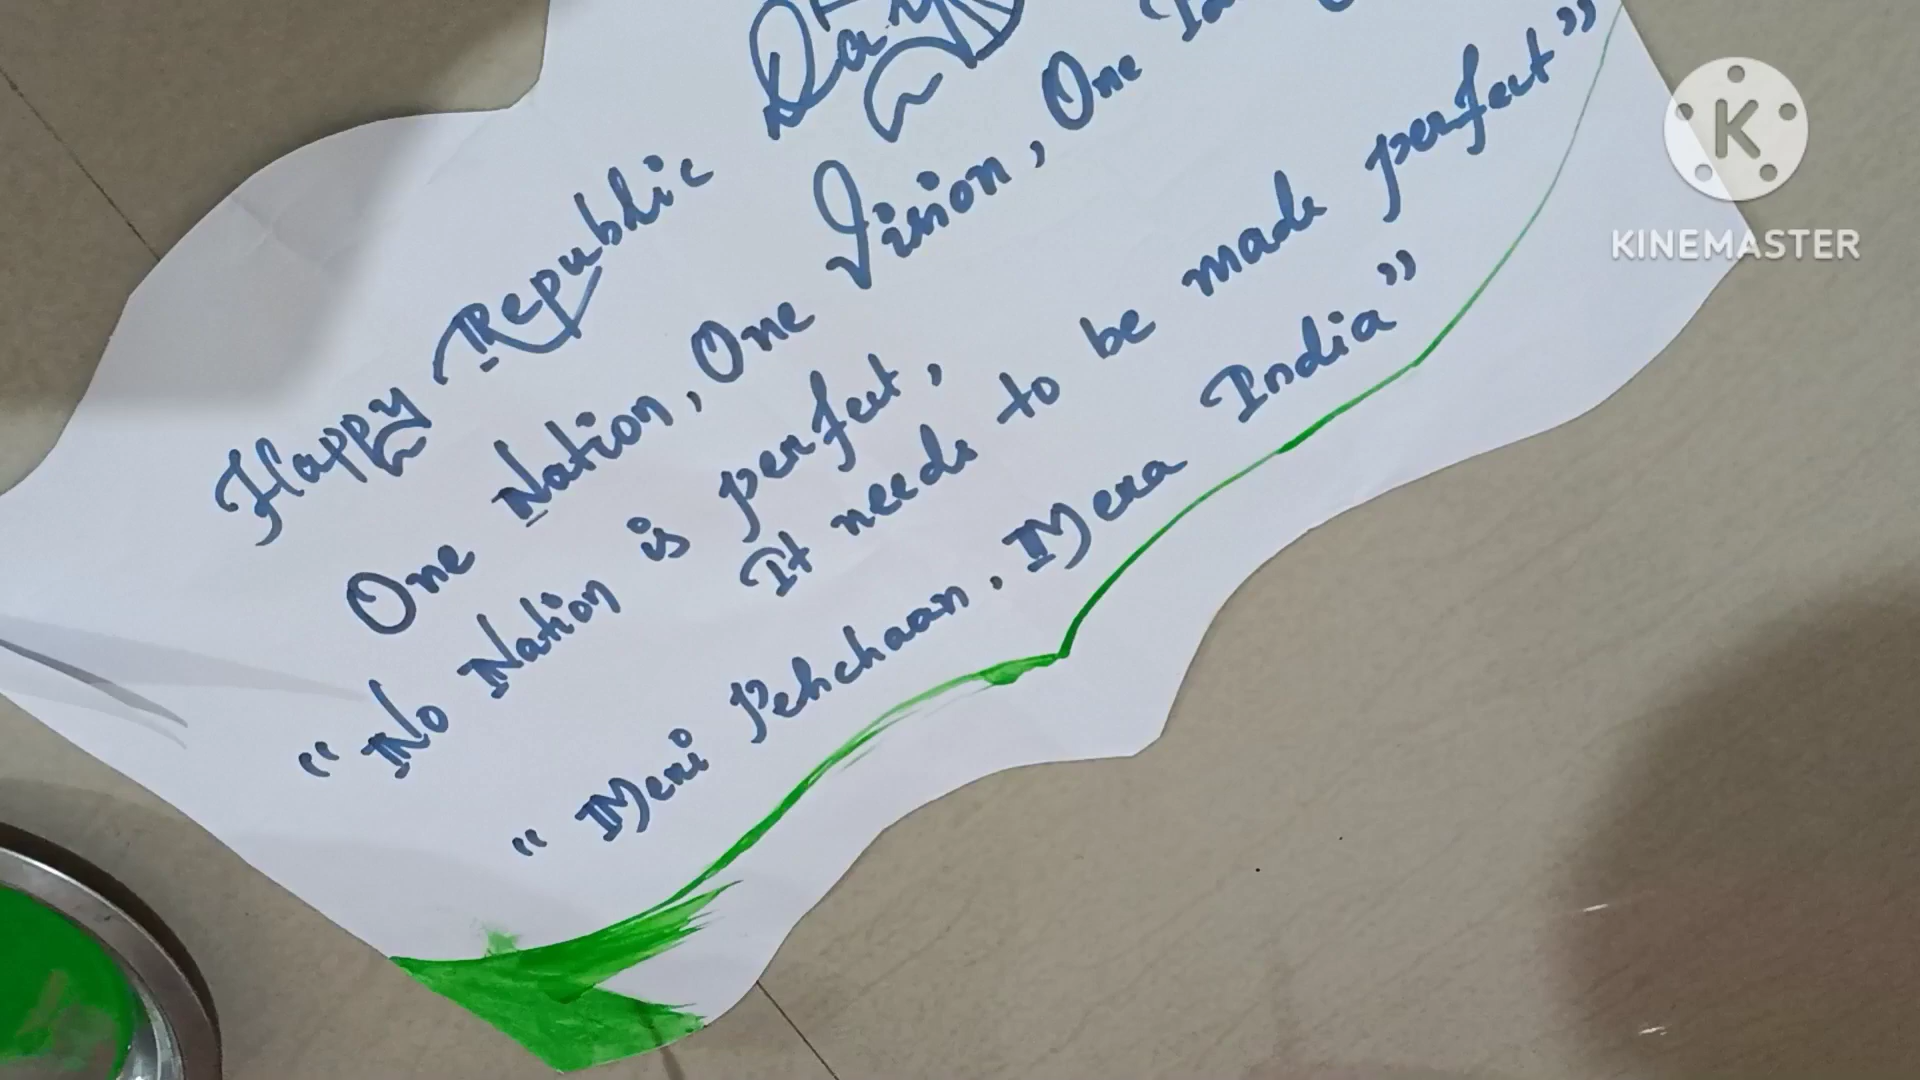 Happy Republic Day
One Nation, One Vision, One
"No Nation is perfect,
It needs to be made perfect"
"Meri Pehchaan, Mera India"
K
KINEMASTER